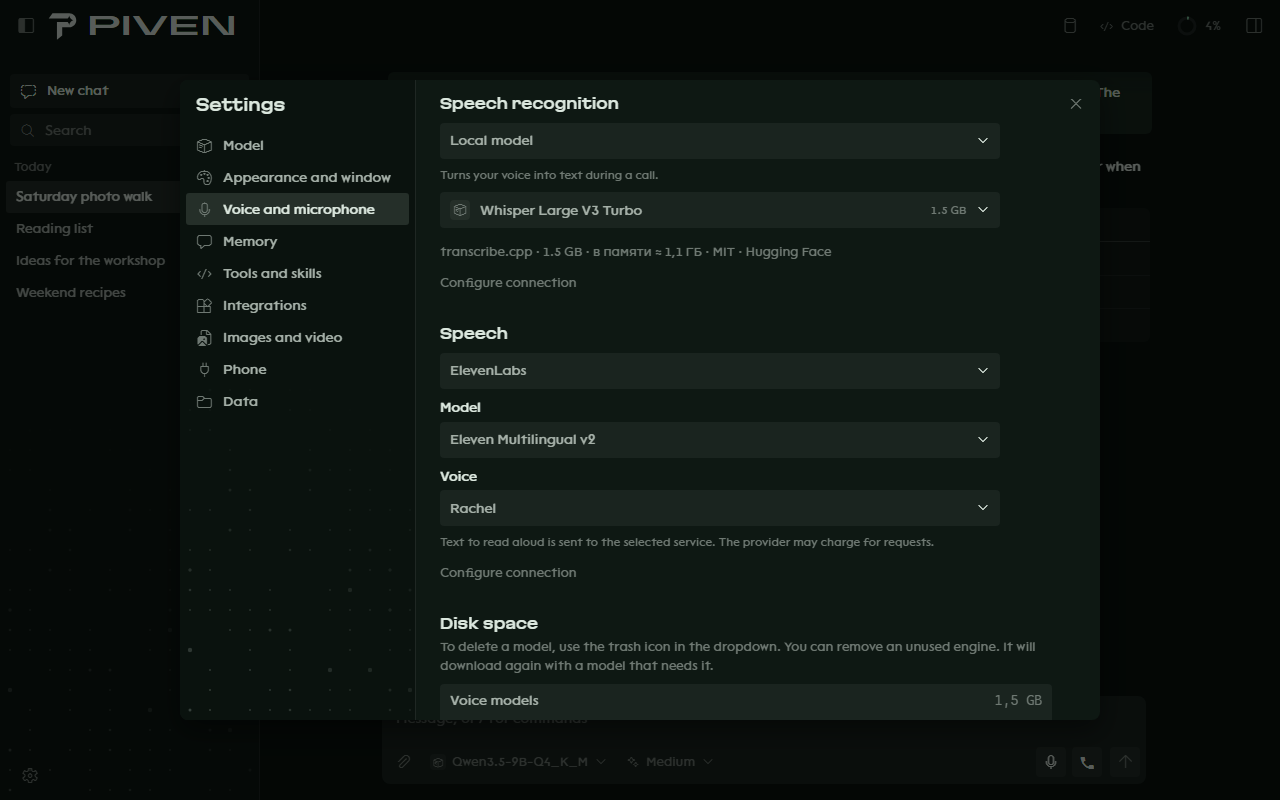 PIVEN
Code
4%
New chat
Search
Today
Saturday photo walk
Reading list
Ideas for the workshop
Weekend recipes
The
when
Settings
Model
Appearance and window
Voice and microphone
Memory
Tools and skills
Integrations
Images and video
Phone
Data
Speech recognition
Local model
Turns your voice into text during a call.
Whisper Large V3 Turbo 1.5 GB
transcribe.cpp · 1.5 GB · в памяти ≈ 1,1 ГБ · MIT · Hugging Face
Configure connection
Speech
ElevenLabs
Model
Eleven Multilingual v2
Voice
Rachel
Text to read aloud is sent to the selected service. The provider may charge for requests.
Configure connection
Disk space
To delete a model, use the trash icon in the dropdown. You can remove an unused engine. It will
download again with a model that needs it.
Voice models 1,5 GB
Qwen3.5-9B-Q4_K_M
Medium